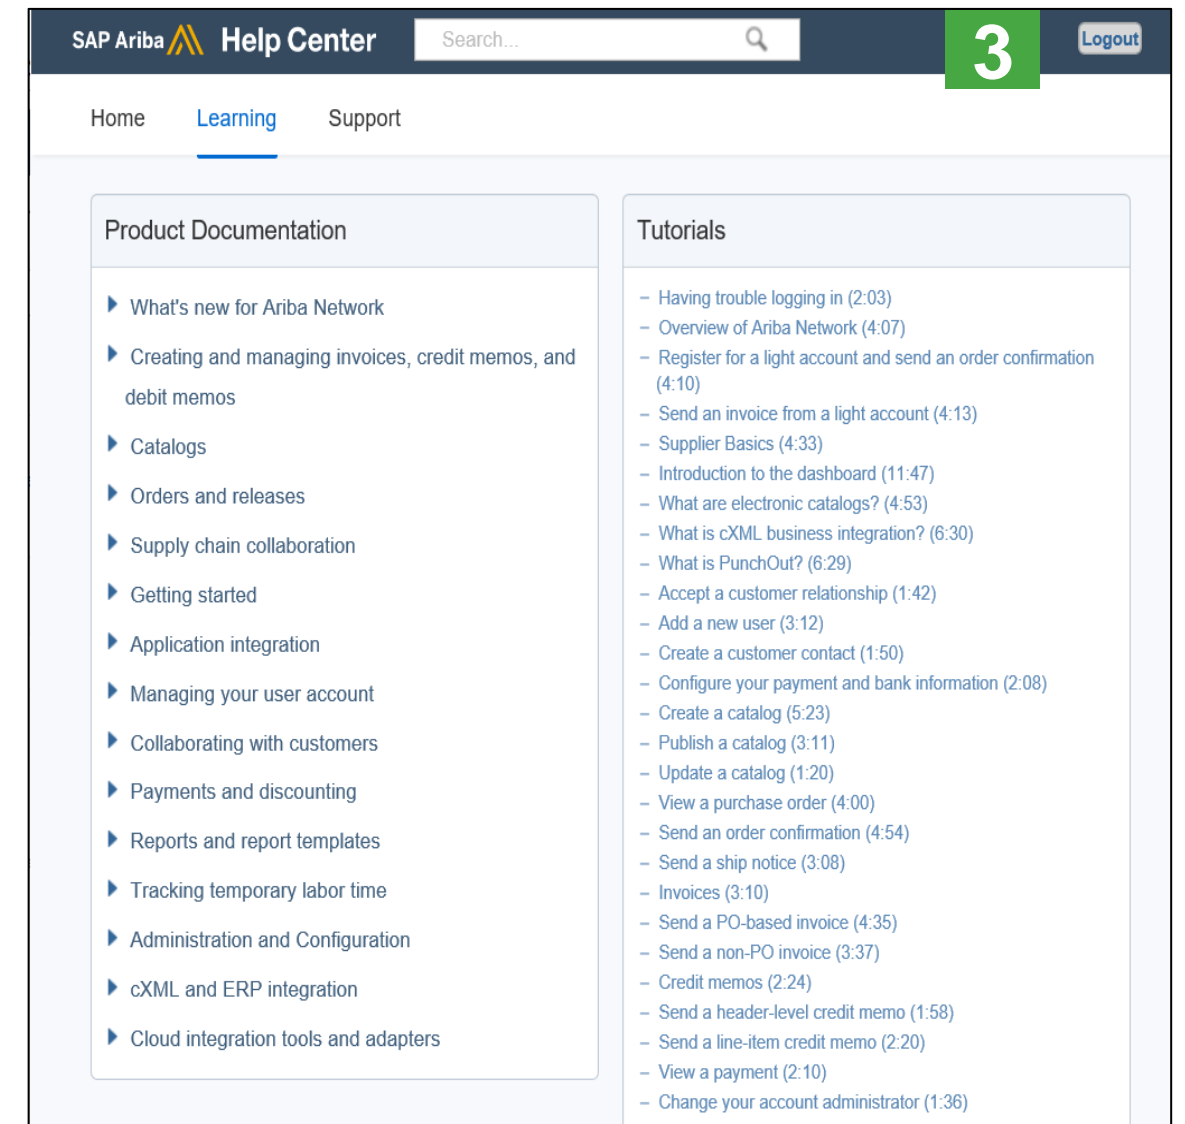 SAP Ariba Help Center Search... 3 Logout
Home Learning Support
Product Documentation
What's new for Ariba Network
Creating and managing invoices, credit memos, and
debit memos
Catalogs
Orders and releases
Supply chain collaboration
Getting started
Application integration
Managing your user account
Collaborating with customers
Payments and discounting
Reports and report templates
Tracking temporary labor time
Administration and Configuration
cXML and ERP integration
Cloud integration tools and adapters
Tutorials
– Having trouble logging in (2:03)
– Overview of Ariba Network (4:07)
– Register for a light account and send an order confirmation
(4:10)
– Send an invoice from a light account (4:13)
– Supplier Basics (4:33)
– Introduction to the dashboard (11:47)
– What are electronic catalogs? (4:53)
– What is cXML business integration? (6:30)
– What is PunchOut? (6:29)
– Accept a customer relationship (1:42)
– Add a new user (3:12)
– Create a customer contact (1:50)
– Configure your payment and bank information (2:08)
– Create a catalog (5:23)
– Publish a catalog (3:11)
– Update a catalog (1:20)
– View a purchase order (4:00)
– Send an order confirmation (4:54)
– Send a ship notice (3:08)
– Invoices (3:10)
– Send a PO-based invoice (4:35)
– Send a non-PO invoice (3:37)
– Credit memos (2:24)
– Send a header-level credit memo (1:58)
– Send a line-item credit memo (2:20)
– View a payment (2:10)
– Change your account administrator (1:36)